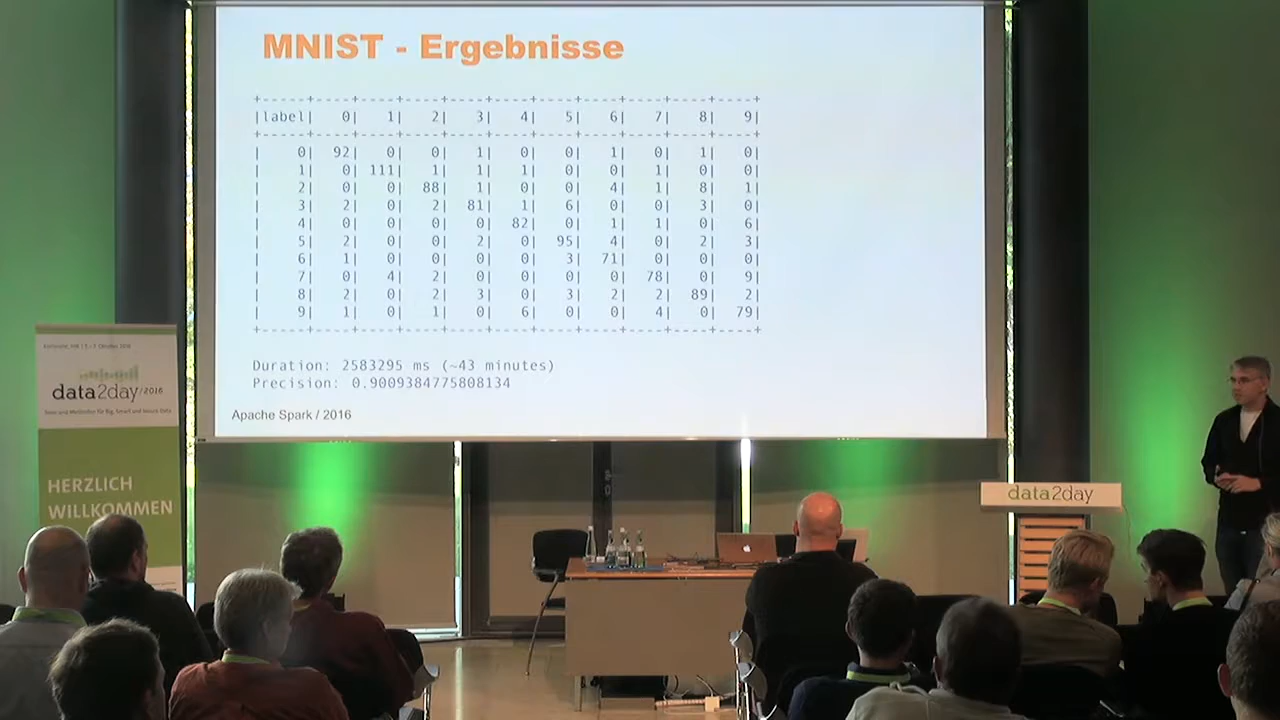 MNIST - Ergebnisse
+-----+---+---+---+---+---+---+---+---+---+---+
|label|  0|  1|  2|  3|  4|  5|  6|  7|  8|  9|
+-----+---+---+---+---+---+---+---+---+---+---+
|    0| 92|  0|  0|  1|  0|  0|  1|  0|  1|  0|
|    1|  0|111|  1|  1|  1|  0|  0|  1|  0|  0|
|    2|  0|  0| 88|  1|  0|  0|  4|  1|  8|  1|
|    3|  2|  0|  2| 81|  1|  6|  0|  0|  3|  0|
|    4|  0|  0|  0|  0| 82|  0|  1|  1|  0|  6|
|    5|  2|  0|  0|  2|  0| 95|  4|  0|  2|  3|
|    6|  1|  0|  0|  0|  0|  3| 71|  0|  0|  0|
|    7|  0|  4|  2|  0|  0|  0|  0| 78|  0|  9|
|    8|  2|  0|  2|  3|  0|  3|  2|  2| 89|  2|
|    9|  1|  0|  1|  0|  6|  0|  0|  4|  0| 79|
+-----+---+---+---+---+---+---+---+---+---+---+
Duration: 2583295 ms (~43 minutes)
Precision: 0.9009384775808134
Apache Spark / 2016
data2day/2016
HERZLICH
WILLKOMMEN
data2day